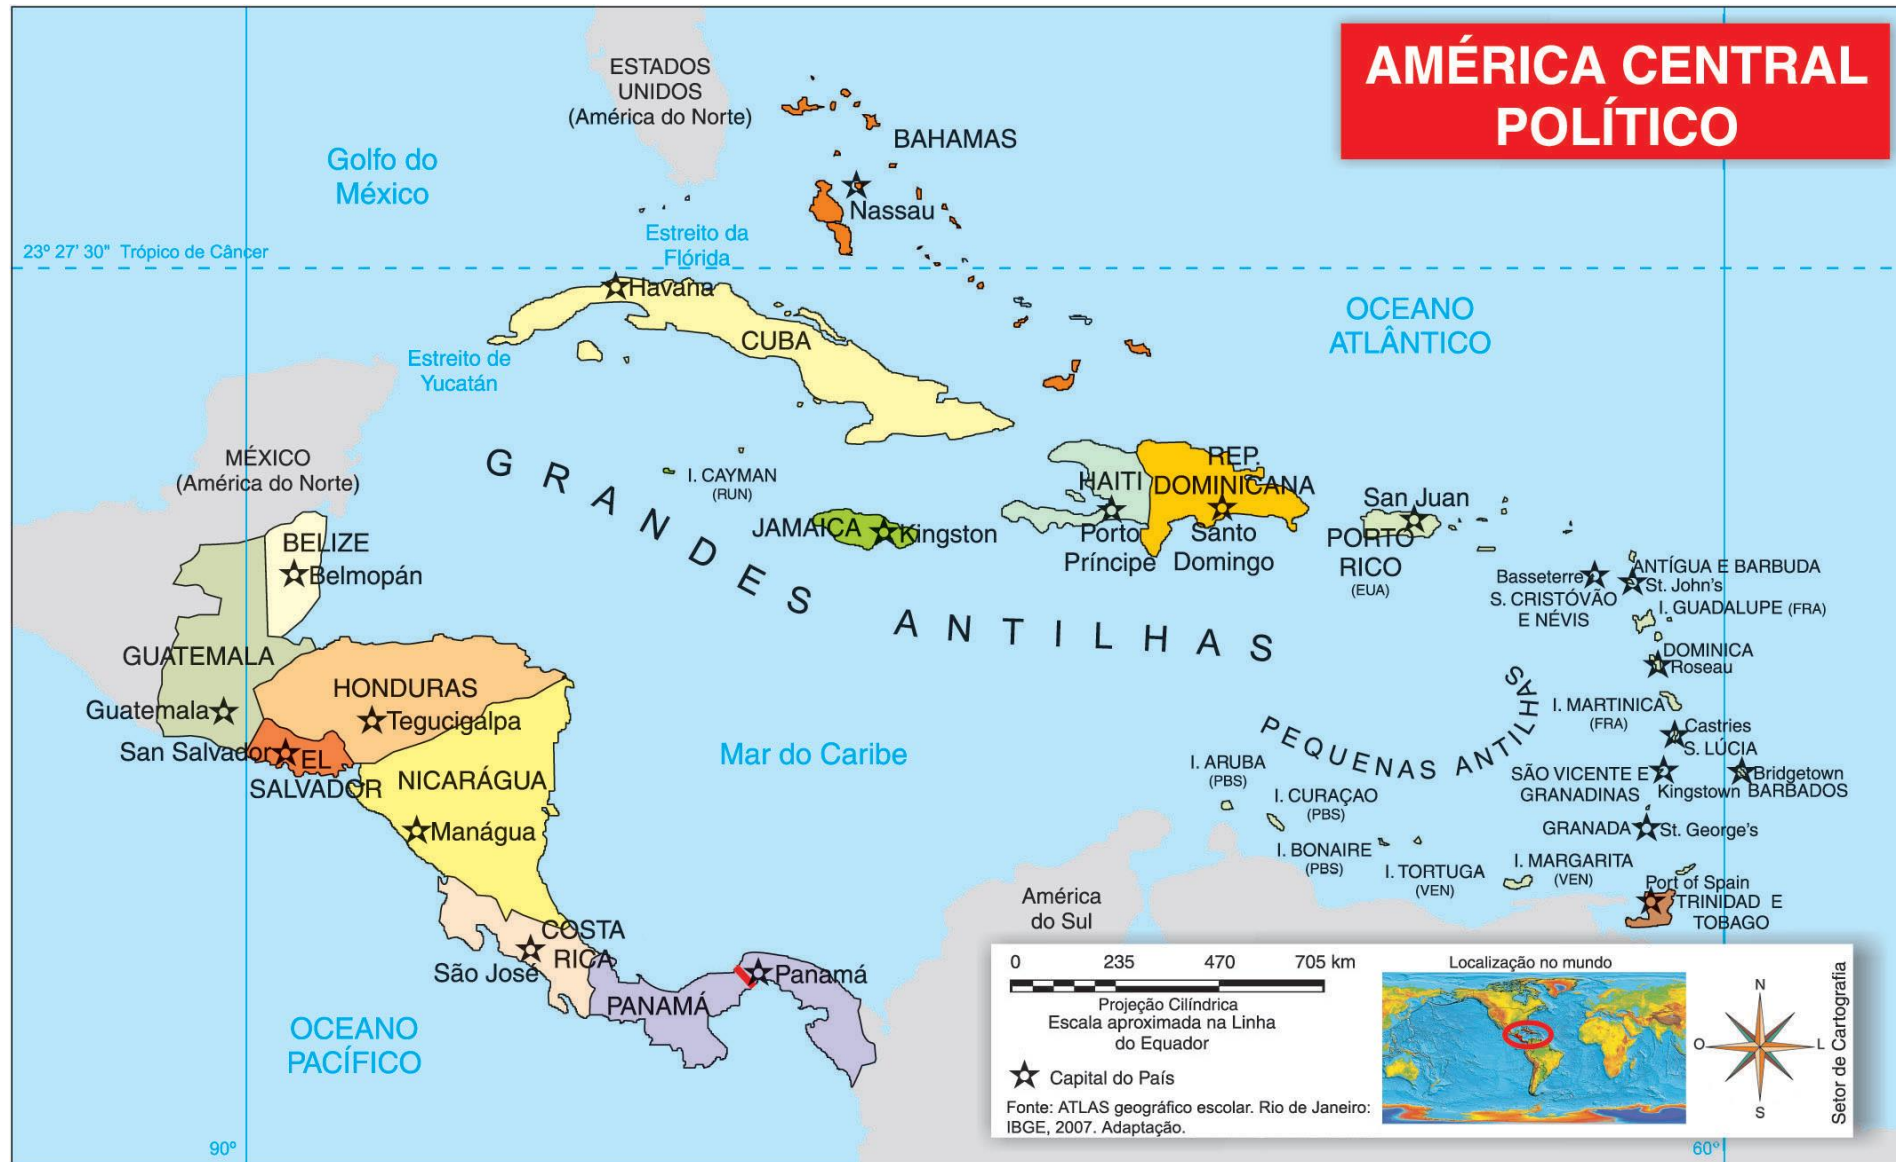 AMÉRICA CENTRAL
POLÍTICO
ESTADOS
UNIDOS
(América do Norte)
BAHAMAS
Golfo do
México
Nassau
Estreito da
Flórida
23º 27' 30" Trópico de Câncer
Havana
CUBA
OCEANO
ATLÂNTICO
Estreito de
Yucatán
MÉXICO
(América do Norte)
GRANDES ANTILHAS
I. CAYMAN
(RUN)
JAMAICA
Kingston
HAITI
Porto
Príncipe
REP.
DOMINICANA
Santo
Domingo
San Juan
PORTO
RICO
(EUA)
BELIZE
Belmopán
GUATEMALA
Guatemala
HONDURAS
Tegucigalpa
San Salvador
EL
SALVADOR
NICARÁGUA
Manágua
Mar do Caribe
COSTA
RICA
São José
PANAMÁ
Panamá
OCEANO
PACÍFICO
PEQUENAS ANTILHAS
Basseterre
S. CRISTÓVÃO
E NÉVIS
ANTÍGUA E BARBUDA
St. John's
I. GUADALUPE (FRA)
DOMINICA
Roseau
I. MARTINICA
(FRA)
Castries
S. LÚCIA
SÃO VICENTE E
GRANADINAS
Kingstown
Bridgetown
BARBADOS
GRANADA
St. George's
I. ARUBA
(PBS)
I. CURAÇAO
(PBS)
I. BONAIRE
(PBS)
I. TORTUGA
(VEN)
I. MARGARITA
(VEN)
Port of Spain
TRINIDAD E
TOBAGO
América
do Sul
0 235 470 705 km
Projeção Cilíndrica
Escala aproximada na Linha
do Equador
Capital do País
Fonte: ATLAS geográfico escolar. Rio de Janeiro:
IBGE, 2007. Adaptação.
Localização no mundo
N
O
L
S
Setor de Cartografia
90º
60º